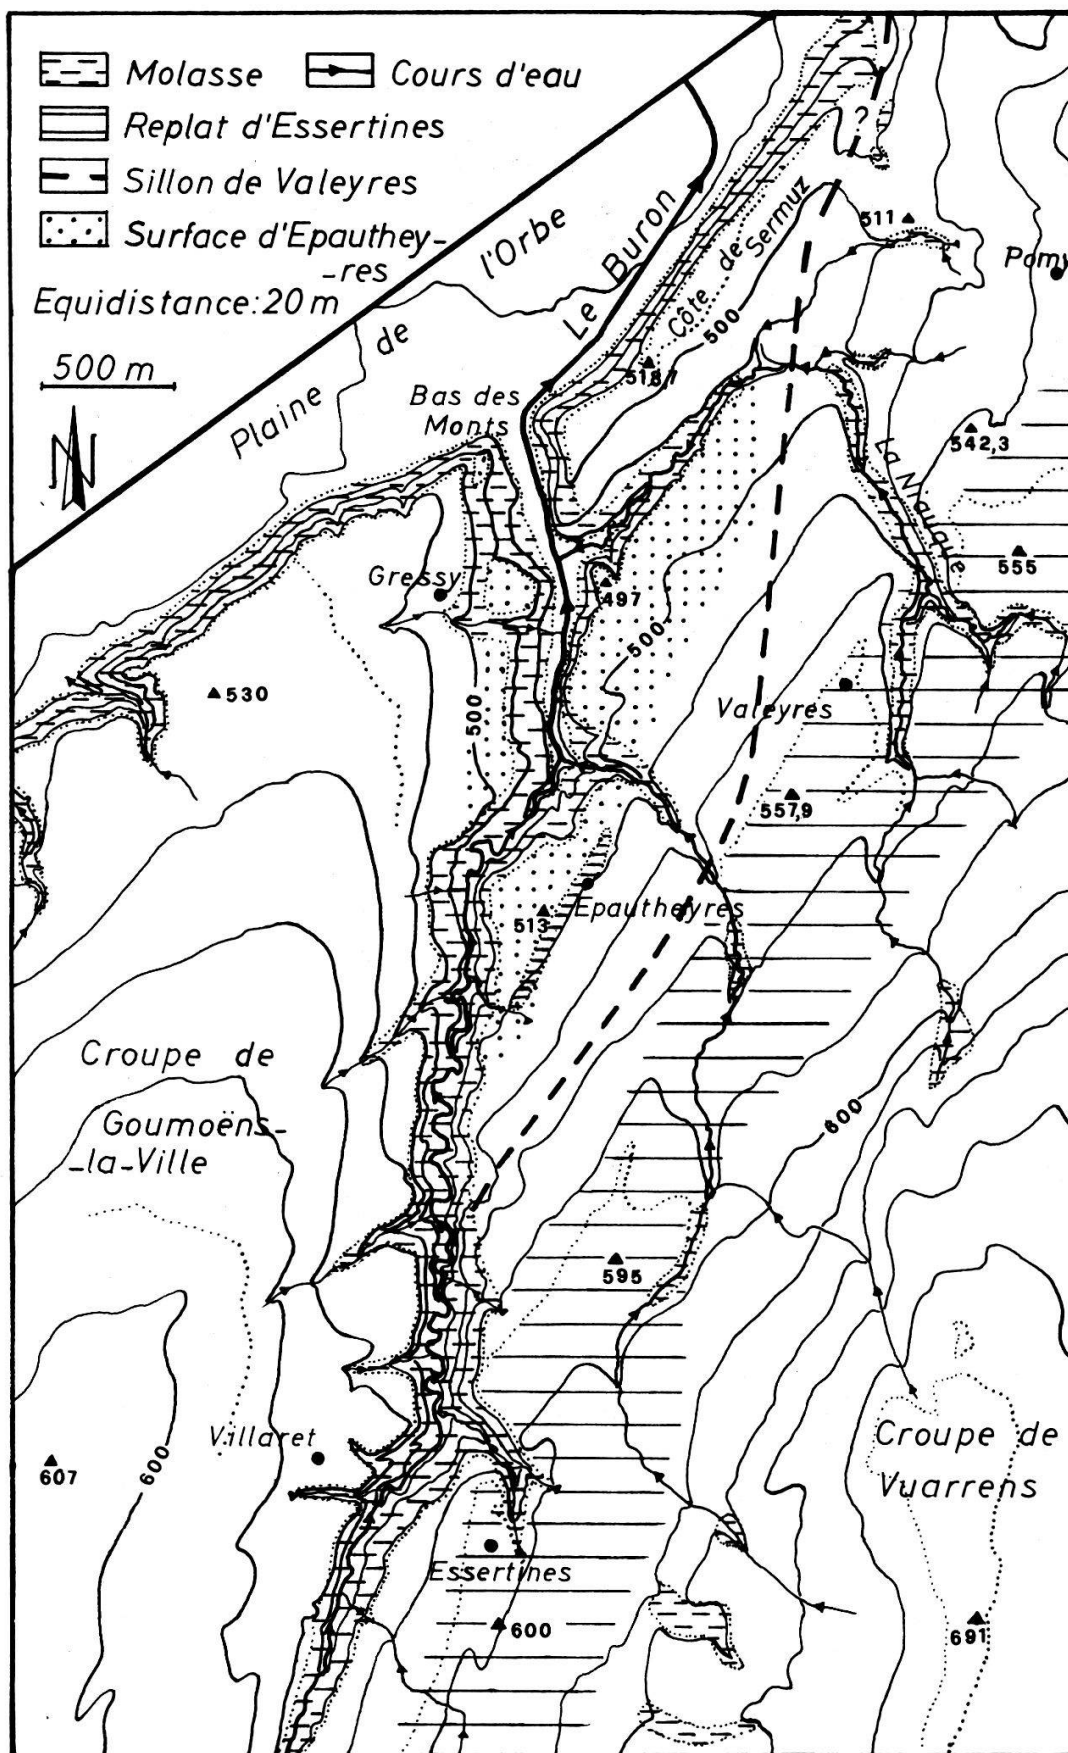 Molasse
Cours d'eau
Replat d'Essertines
Sillon de Valeyres
Surface d'Epauthey-
-res
Equidistance: 20 m
500 m
N
Plaine de l'Orbe
Le Buron
Côte de Sermuz
?
511
Pomy
500
518,7
Bas des
Monts
542,3
La Niauque
555
Gressy
497
500
530
500
Valeyres
557,9
Epautheyres
513
Croupe de
Goumoëns-
-la-Ville
600
595
Villaret
607
600
Croupe de
Vuarrens
Essertines
600
691